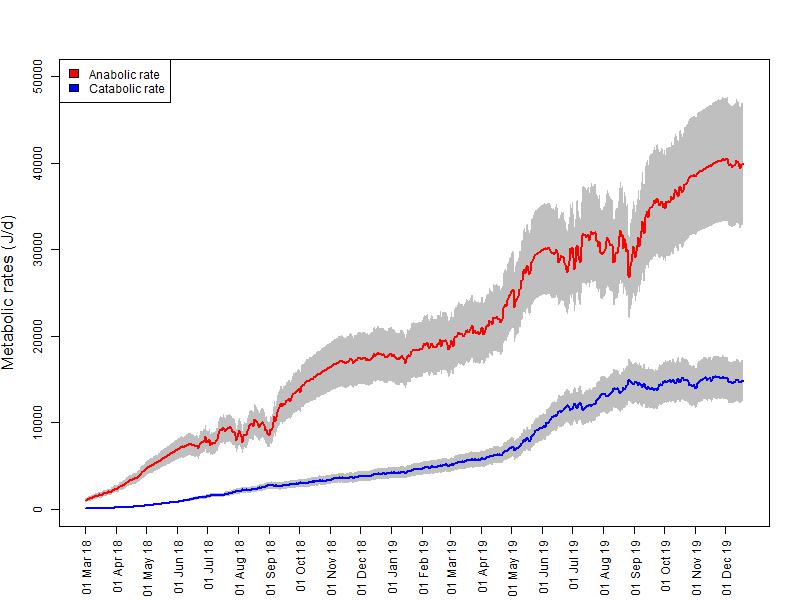 Anabolic rate
Catabolic rate
Metabolic rates (J/d)
50000
40000
30000
20000
10000
0
01 Mar 18
01 Apr 18
01 May 18
01 Jun 18
01 Jul 18
01 Aug 18
01 Sep 18
01 Oct 18
01 Nov 18
01 Dec 18
01 Jan 19
01 Feb 19
01 Mar 19
01 Apr 19
01 May 19
01 Jun 19
01 Jul 19
01 Aug 19
01 Sep 19
01 Oct 19
01 Nov 19
01 Dec 19